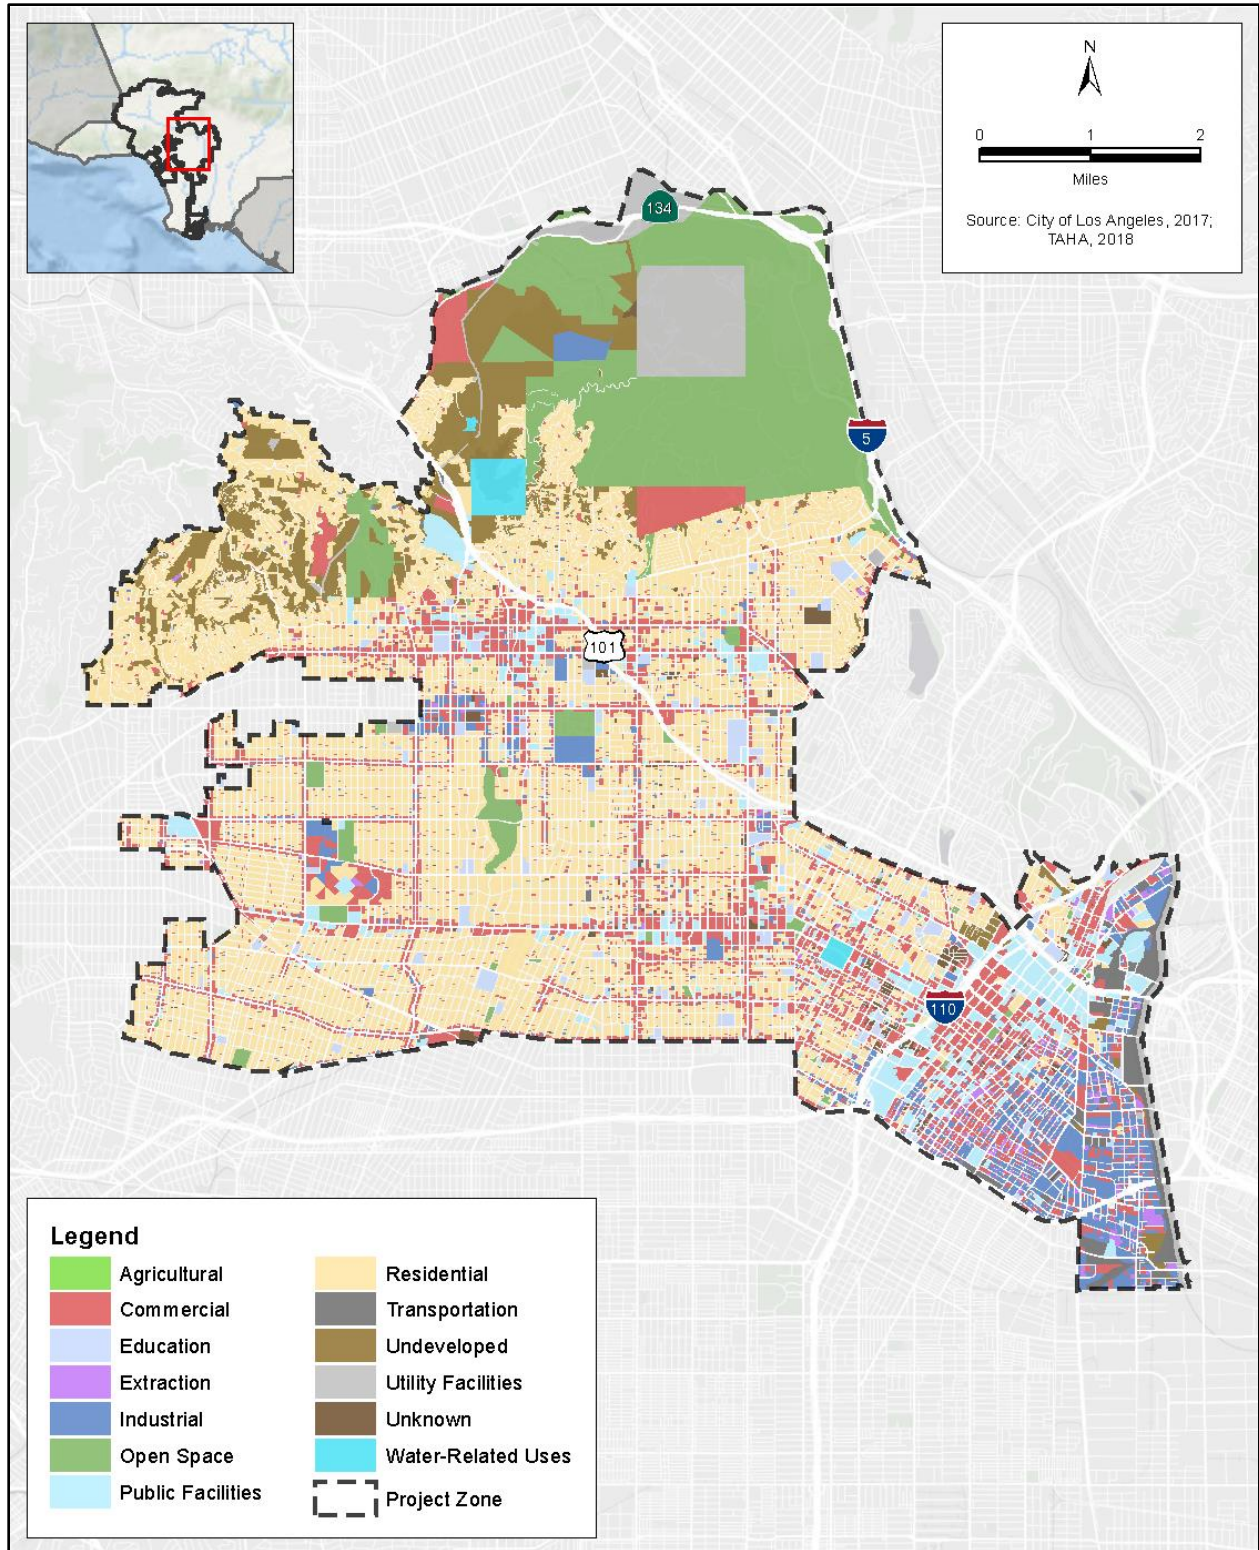 N
0 1 2
Miles
Source: City of Los Angeles, 2017;
TAHA, 2018
134
5
101
110
Legend
Agricultural
Commercial
Education
Extraction
Industrial
Open Space
Public Facilities
Residential
Transportation
Undeveloped
Utility Facilities
Unknown
Water-Related Uses
Project Zone